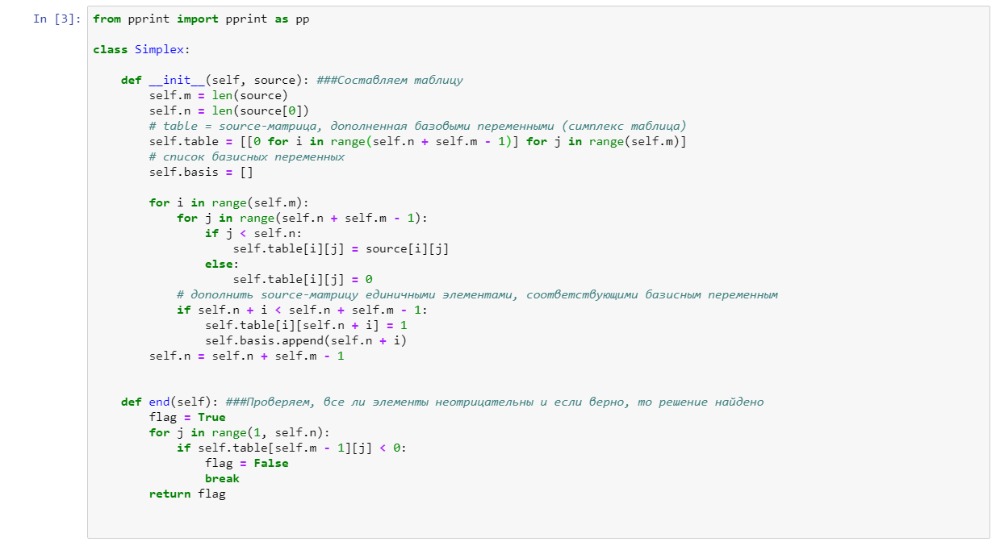 In [3]: from pprint import pprint as pp
class Simplex:
def __init__(self, source): ###Составляем таблицу
self.m = len(source)
self.n = len(source[0])
# table = source-матрица, дополненная базовыми переменными (симплекс таблица)
self.table = [[0 for i in range(self.n + self.m - 1)] for j in range(self.m)]
# список базисных переменных
self.basis = []
for i in range(self.m):
for j in range(self.n + self.m - 1):
if j < self.n:
self.table[i][j] = source[i][j]
else:
self.table[i][j] = 0
# дополнить source-матрицу единичными элементами, соответствующими базисным переменным
if self.n + i < self.n + self.m - 1:
self.table[i][self.n + i] = 1
self.basis.append(self.n + i)
self.n = self.n + self.m - 1
def end(self): ###Проверяем, все ли элементы неотрицательны и если верно, то решение найдено
flag = True
for j in range(1, self.n):
if self.table[self.m - 1][j] < 0:
flag = False
break
return flag